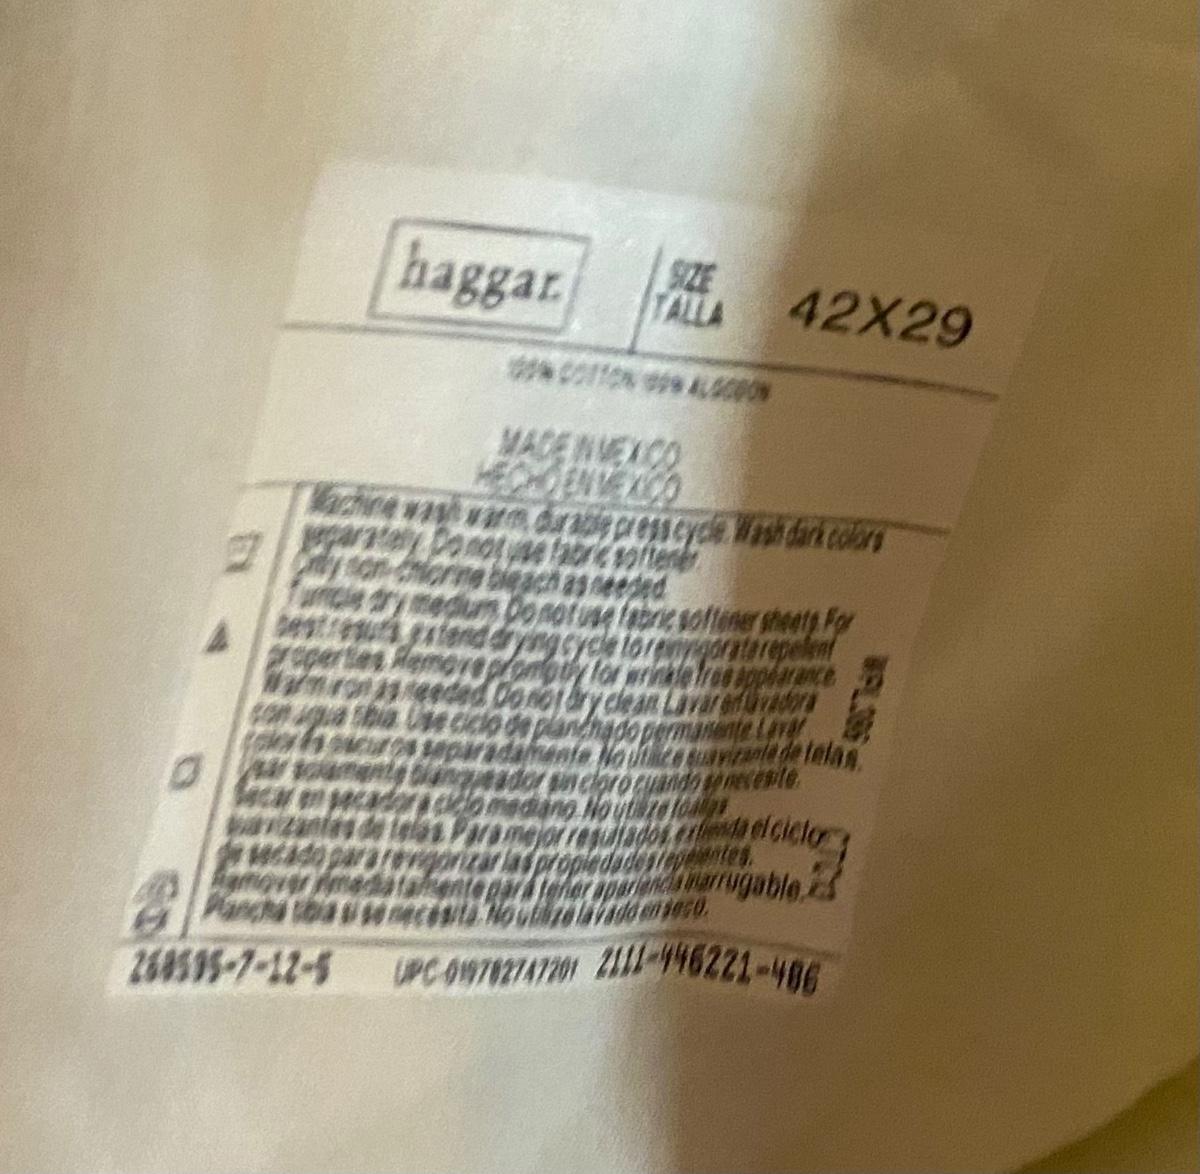 haggar.
SIZE
TALLA
42X29
100% COTTON 100% ALGODON
MADE IN MEXICO
HECHO EN MEXICO
Machine wash warm, durable press cycle. Wash dark colors
separately. Do not use fabric softener.
Only non-chlorine bleach as needed.
Tumble dry medium. Do not use fabric softener sheets. For
best results, extend drying cycle to reinvigorate repellent
properties. Remove promptly for wrinkle free appearance.
Warm iron as needed. Do not dry clean. Lavar en lavadora
con agua tibia. Use ciclo de planchado permanente. Lavar
colores oscuros separadamente. No utilice suavizante de telas.
Usar solamente blanqueador sin cloro cuando se necesite.
Secar en secadora ciclo mediano. No utilize toallas
suavizantes de telas. Para mejor resultados, extienda el ciclo
de secado para revigorizar las propiedades repelentes.
Remover inmediatamente para tener apariencia inarrugable.
Plancha tibia si se necesita. No utilize lavado en seco.
-7-12-5
UPC-019782747201
2111-446221-486